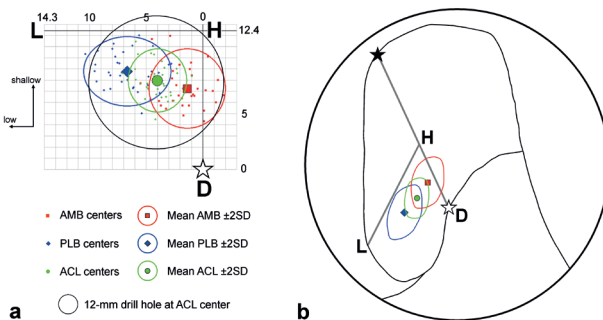 14.3 10 5 0 12.4
L H
shallow
low
5
0
D
AMB centers Mean AMB ±2SD
PLB centers Mean PLB ±2SD
ACL centers Mean ACL ±2SD
12-mm drill hole at ACL center
a
H
D
L
b